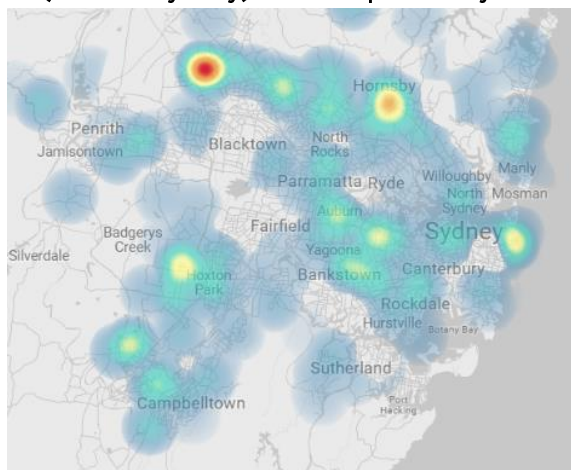 Hornsby
Penrith
Jamisontown
Blacktown
North
Rocks
Parramatta
Ryde
Willoughby
North
Sydney
Manly
Mosman
Auburn
Fairfield
Sydney
Badgerys
Creek
Silverdale
Yagoona
Bankstown
Canterbury
Hoxton
Park
Rockdale
Hurstville
Botany Bay
Sutherland
Port
Hacking
Campbelltown